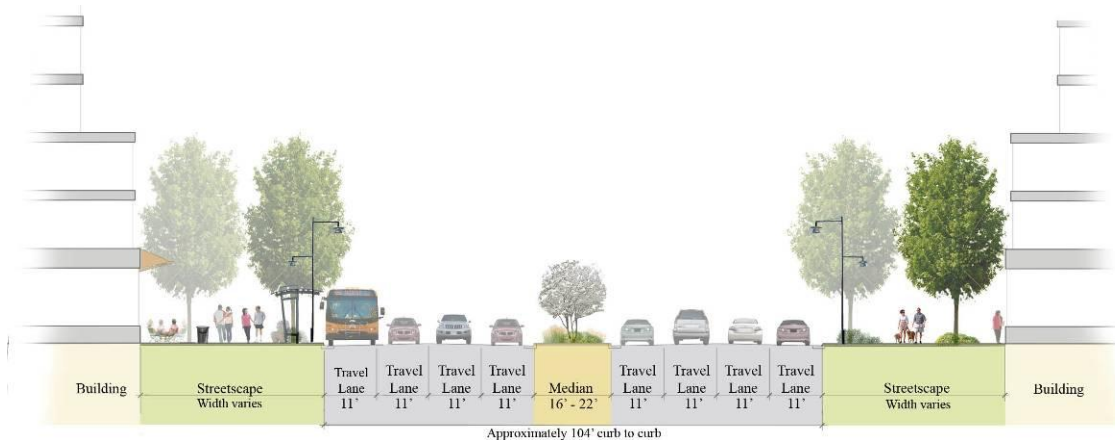 Building
Streetscape
Width varies
Travel
Lane
11’
Travel
Lane
11’
Travel
Lane
11’
Travel
Lane
11’
Median
16’ - 22’
Travel
Lane
11’
Travel
Lane
11’
Travel
Lane
11’
Travel
Lane
11’
Streetscape
Width varies
Building
Approximately 104’ curb to curb